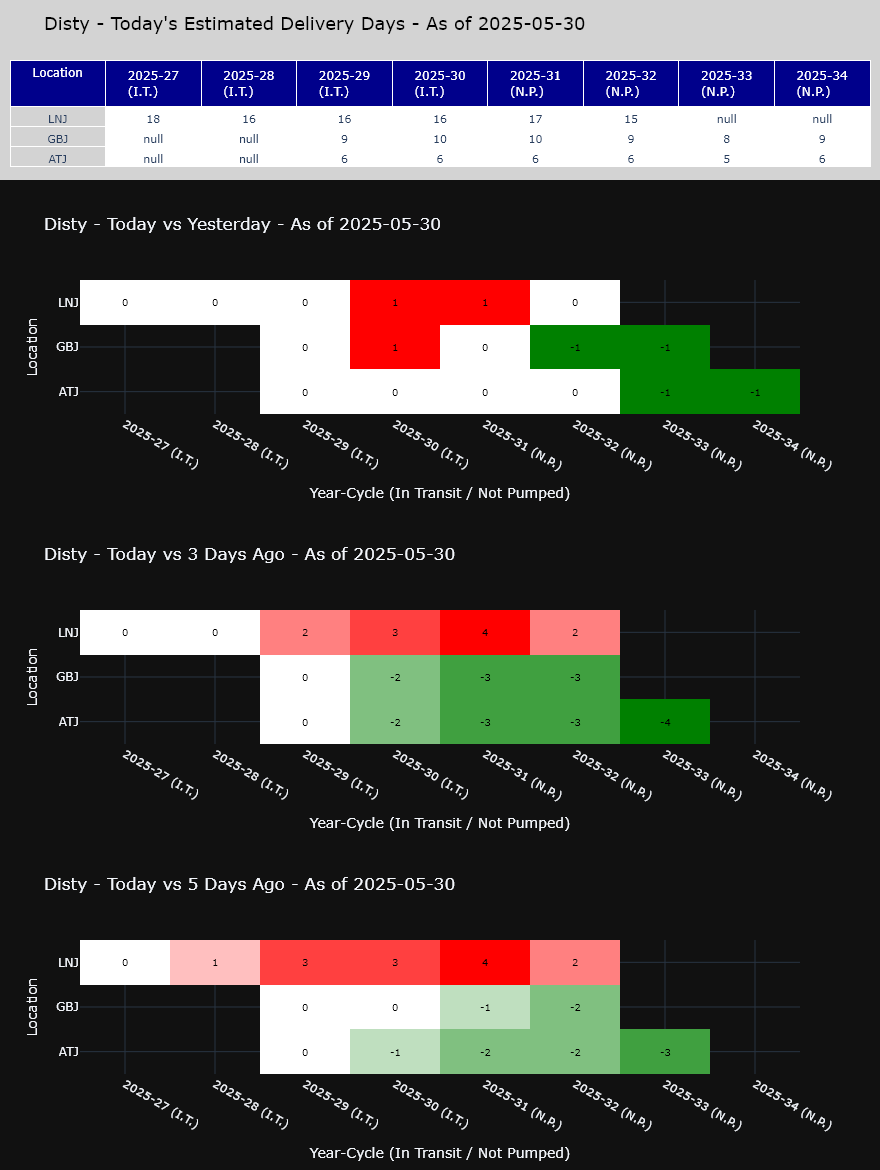 Disty - Today's Estimated Delivery Days - As of 2025-05-30
Location 2025-27 (I.T.) 2025-28 (I.T.) 2025-29 (I.T.) 2025-30 (I.T.) 2025-31 (N.P.) 2025-32 (N.P.) 2025-33 (N.P.) 2025-34 (N.P.)
LNJ 18 16 16 16 17 15 null null
GBJ null null 9 10 10 9 8 9
ATJ null null 6 6 6 6 5 6
Disty - Today vs Yesterday - As of 2025-05-30
Location
LNJ 0 0 0 1 1 0
GBJ 0 1 0 -1 -1
ATJ 0 0 0 0 -1 -1
2025-27 (I.T.) 2025-28 (I.T.) 2025-29 (I.T.) 2025-30 (I.T.) 2025-31 (N.P.) 2025-32 (N.P.) 2025-33 (N.P.) 2025-34 (N.P.)
Year-Cycle (In Transit / Not Pumped)
Disty - Today vs 3 Days Ago - As of 2025-05-30
Location
LNJ 0 0 2 3 4 2
GBJ 0 -2 -3 -3
ATJ 0 -2 -3 -3 -4
2025-27 (I.T.) 2025-28 (I.T.) 2025-29 (I.T.) 2025-30 (I.T.) 2025-31 (N.P.) 2025-32 (N.P.) 2025-33 (N.P.) 2025-34 (N.P.)
Year-Cycle (In Transit / Not Pumped)
Disty - Today vs 5 Days Ago - As of 2025-05-30
Location
LNJ 0 1 3 3 4 2
GBJ 0 0 -1 -2
ATJ 0 -1 -2 -2 -3
2025-27 (I.T.) 2025-28 (I.T.) 2025-29 (I.T.) 2025-30 (I.T.) 2025-31 (N.P.) 2025-32 (N.P.) 2025-33 (N.P.) 2025-34 (N.P.)
Year-Cycle (In Transit / Not Pumped)